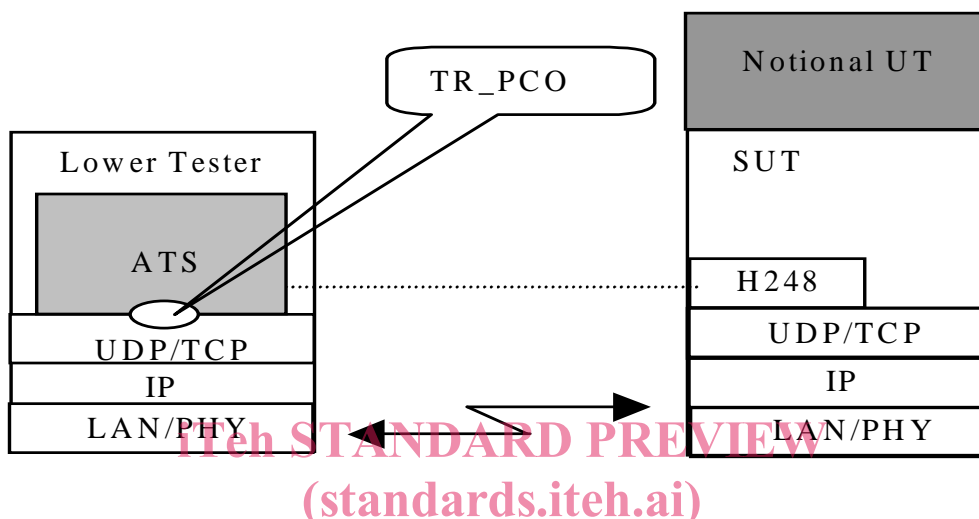 Notional UT
TR_PCO
Lower Tester
SUT
ATS
H248
UDP/TCP
UDP/TCP
IP
IP
LAN/PHY
LAN/PHY
iTeh STANDARD PREVIEW
(standards.iteh.ai)